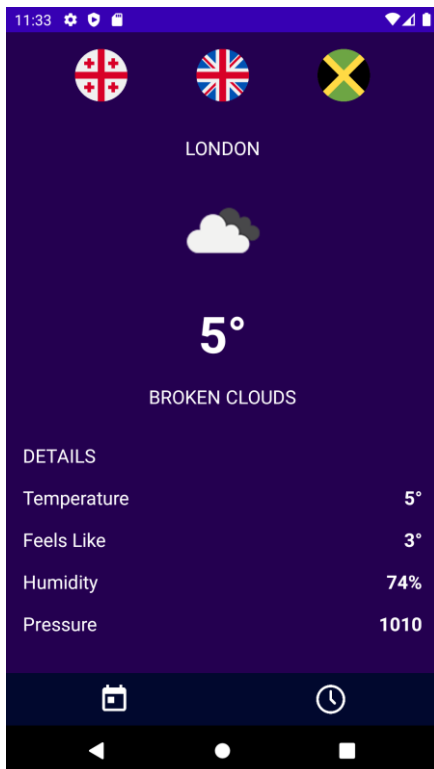 11:33
LONDON
5°
BROKEN CLOUDS
DETAILS
Temperature 5°
Feels Like 3°
Humidity 74%
Pressure 1010